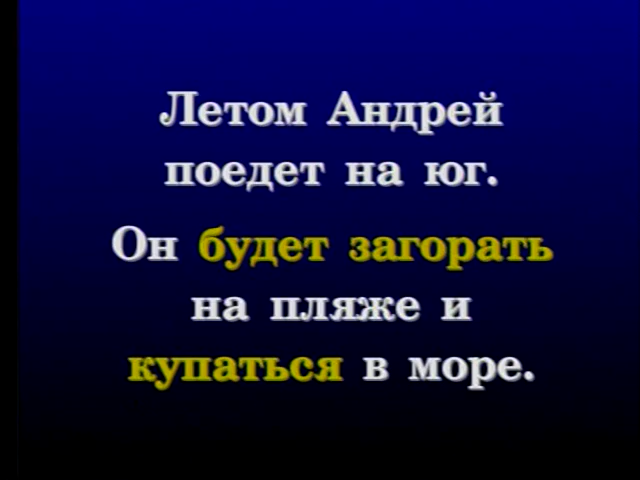 Летом Андрей
поедет на юг.
Он будет загорать
на пляже и
купаться в море.